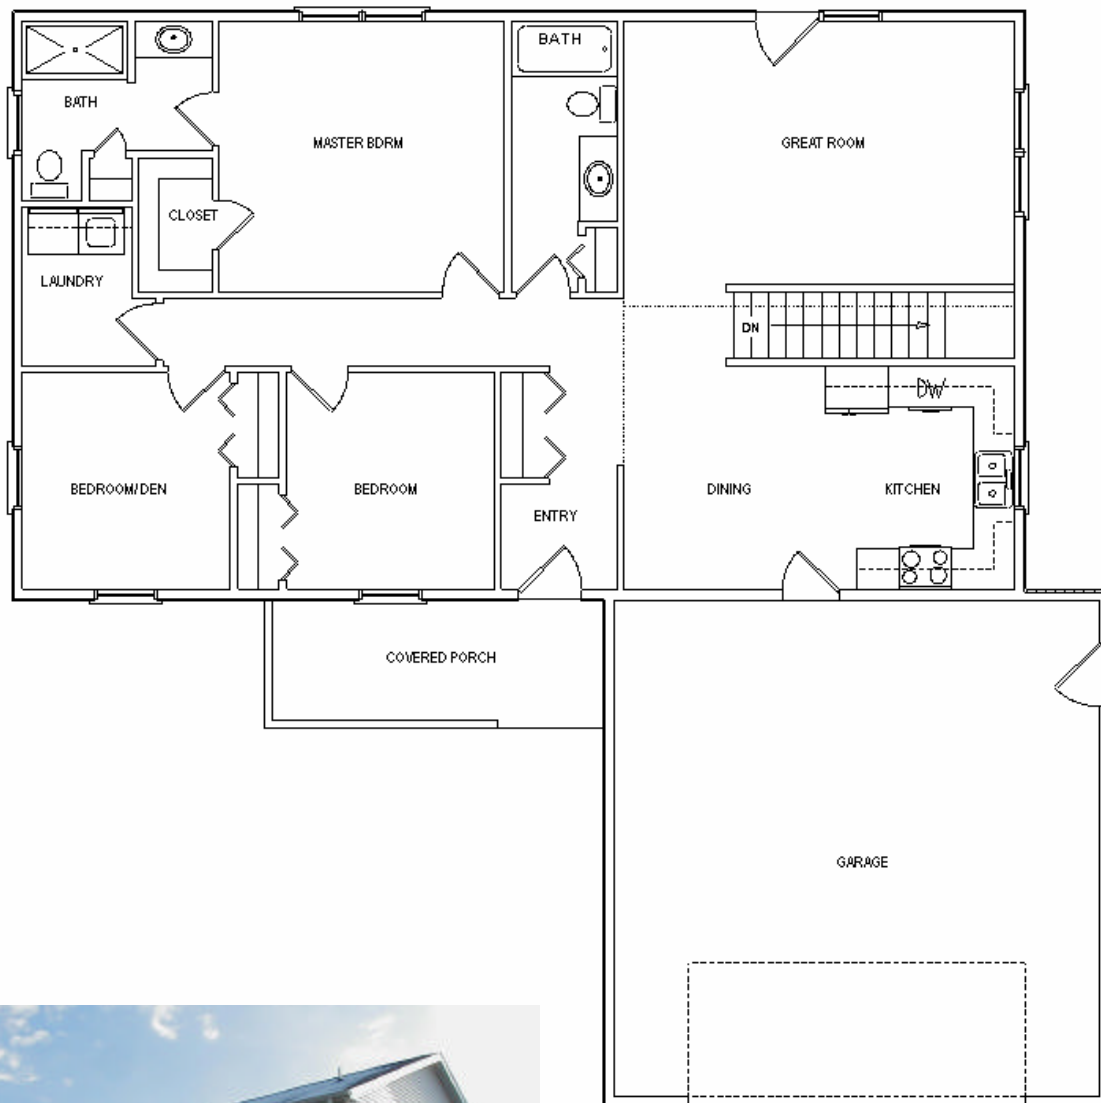 BATH
BATH
MASTER BDRM
GREAT ROOM
CLOSET
LAUNDRY
DN
DW
BEDROOM/DEN
BEDROOM
DINING
KITCHEN
ENTRY
COVERED PORCH
GARAGE